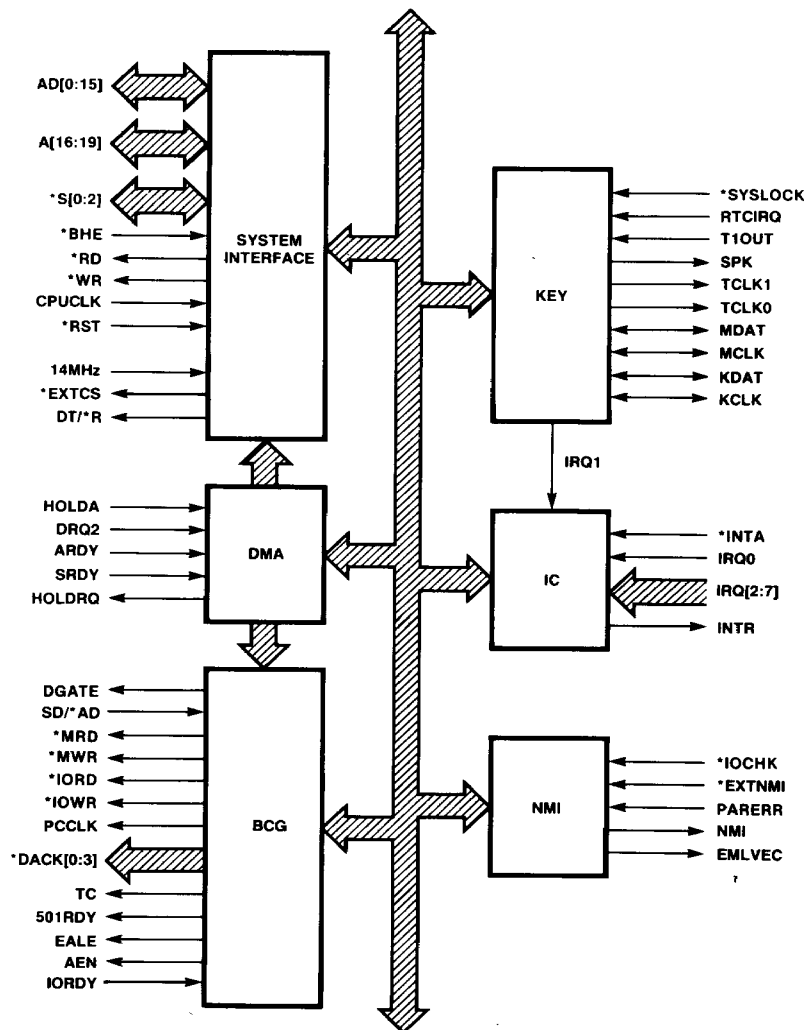 AD[0:15]
A[16:19]
*S[0:2]
*BHE
*RD
*WR
CPUCLK
*RST
14MHz
*EXTCS
DT/*R
SYSTEM
INTERFACE
HOLDA
DRQ2
ARDY
SRDY
HOLDRQ
DMA
DGATE
SD/*AD
*MRD
*MWR
*IORD
*IOWR
PCCLK
*DACK[0:3]
TC
501RDY
EALE
AEN
IORDY
BCG
KEY
*SYSLOCK
RTCIRQ
T1OUT
SPK
TCLK1
TCLK0
MDAT
MCLK
KDAT
KCLK
IRQ1
IC
*INTA
IRQ0
IRQ[2:7]
INTR
NMI
*IOCHK
*EXTNMI
PARERR
NMI
EMLVEC